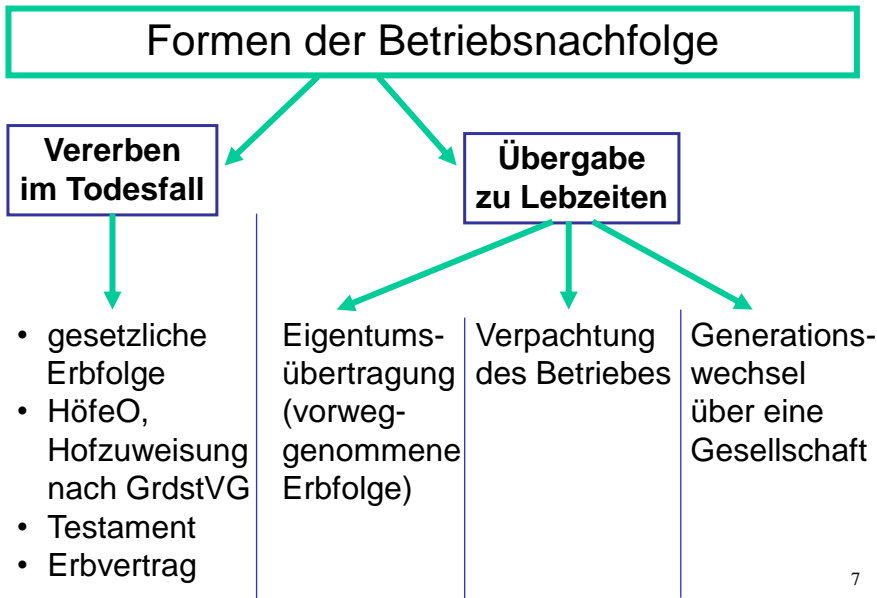 Formen der Betriebsnachfolge
Vererben
im Todesfall
Übergabe
zu Lebzeiten
• gesetzliche
Erbfolge
• HöfeO,
Hofzuweisung
nach GrdstVG
• Testament
• Erbvertrag
Eigentums-
übertragung
(vorweg-
genommene
Erbfolge)
Verpachtung
des Betriebes
Generations-
wechsel
über eine
Gesellschaft
7